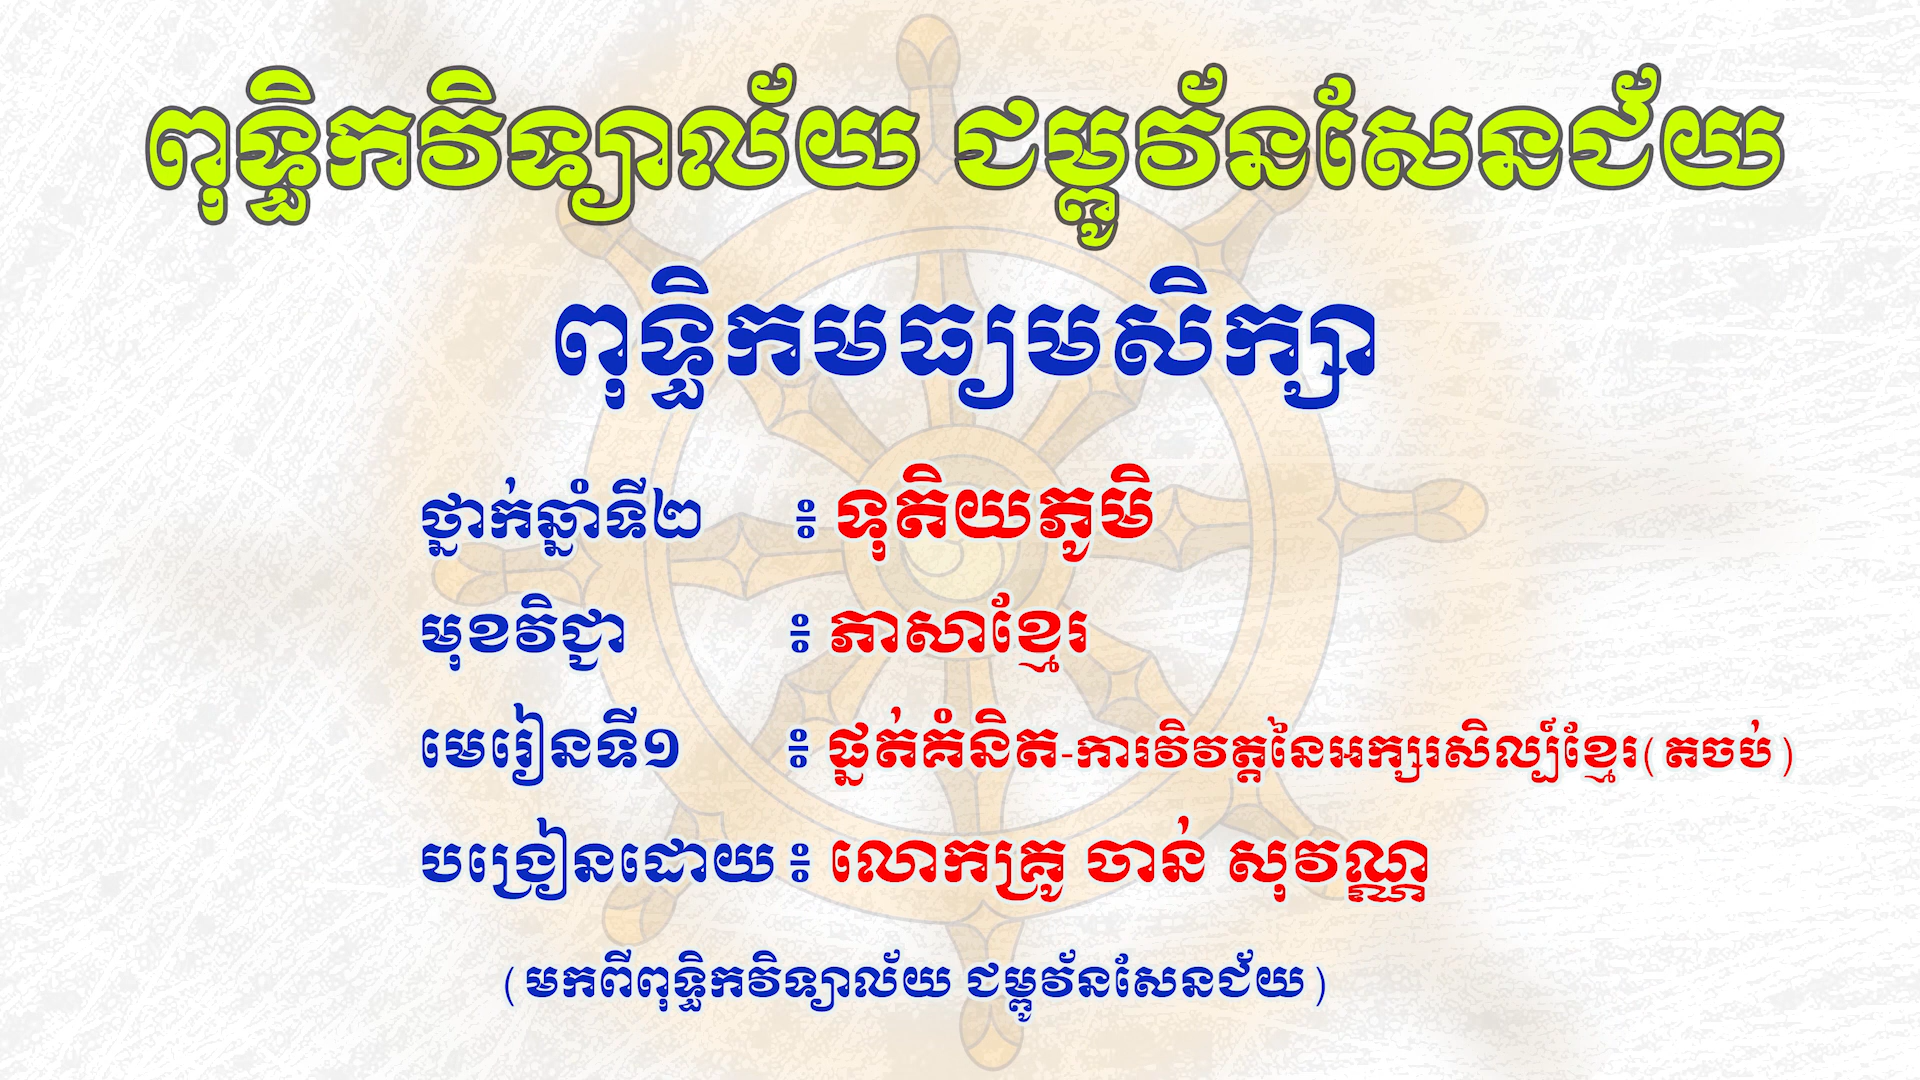 ពុទ្ធិកវិទ្យាល័យ ជម្ពូវ័នសែនជ័យ
ពុទ្ធិកមធ្យមសិក្សា
ថ្នាក់ឆ្នាំទី២ ៖ ទុតិយភូមិ
មុខវិជ្ជា ៖ ភាសាខ្មែរ
មេរៀនទី១ ៖ ផ្នត់គំនិត-ការវិវត្តនៃអក្សរសិល្ប៍ខ្មែរ(តចប់)
បង្រៀនដោយ ៖ លោកគ្រូ ចាន់ សុវណ្ណ
(មកពីពុទ្ធិកវិទ្យាល័យ ជម្ពូវ័នសែនជ័យ)